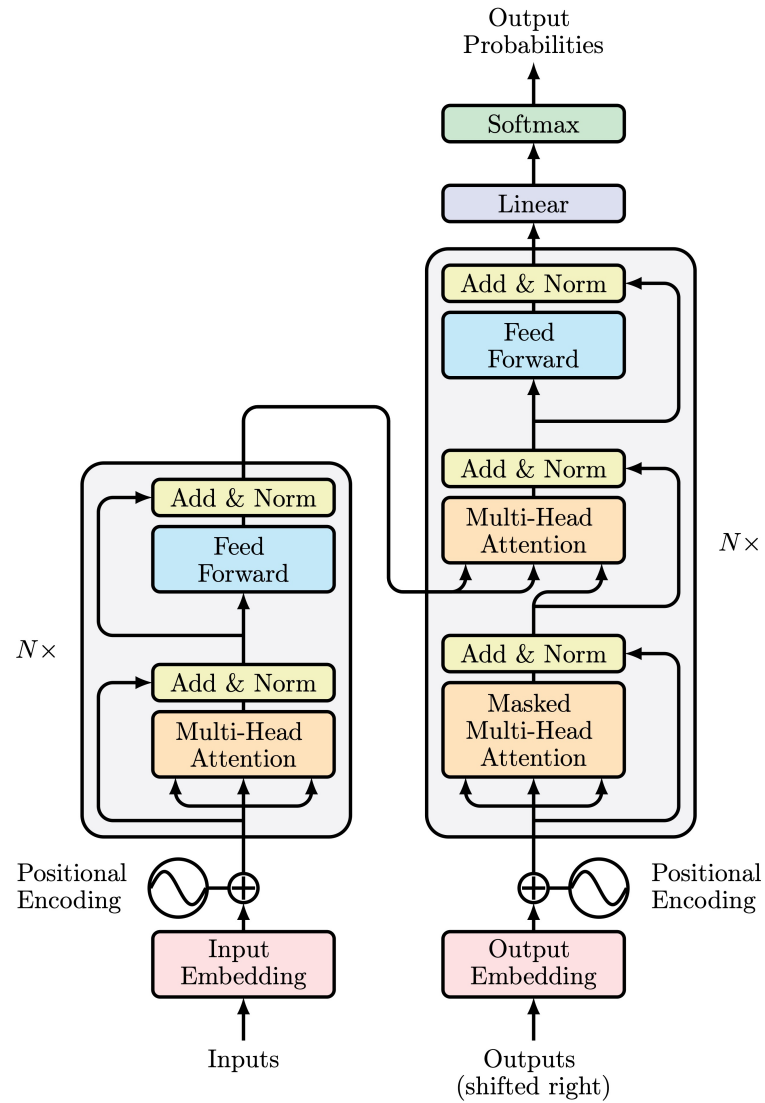 Output
Probabilities
Softmax
Linear
Add & Norm
Feed
Forward
Add & Norm
Multi-Head
Attention
N×
Add & Norm
Masked
Multi-Head
Attention
Add & Norm
Feed
Forward
N×
Add & Norm
Multi-Head
Attention
Positional
Encoding
Positional
Encoding
Input
Embedding
Output
Embedding
Inputs
Outputs
(shifted right)